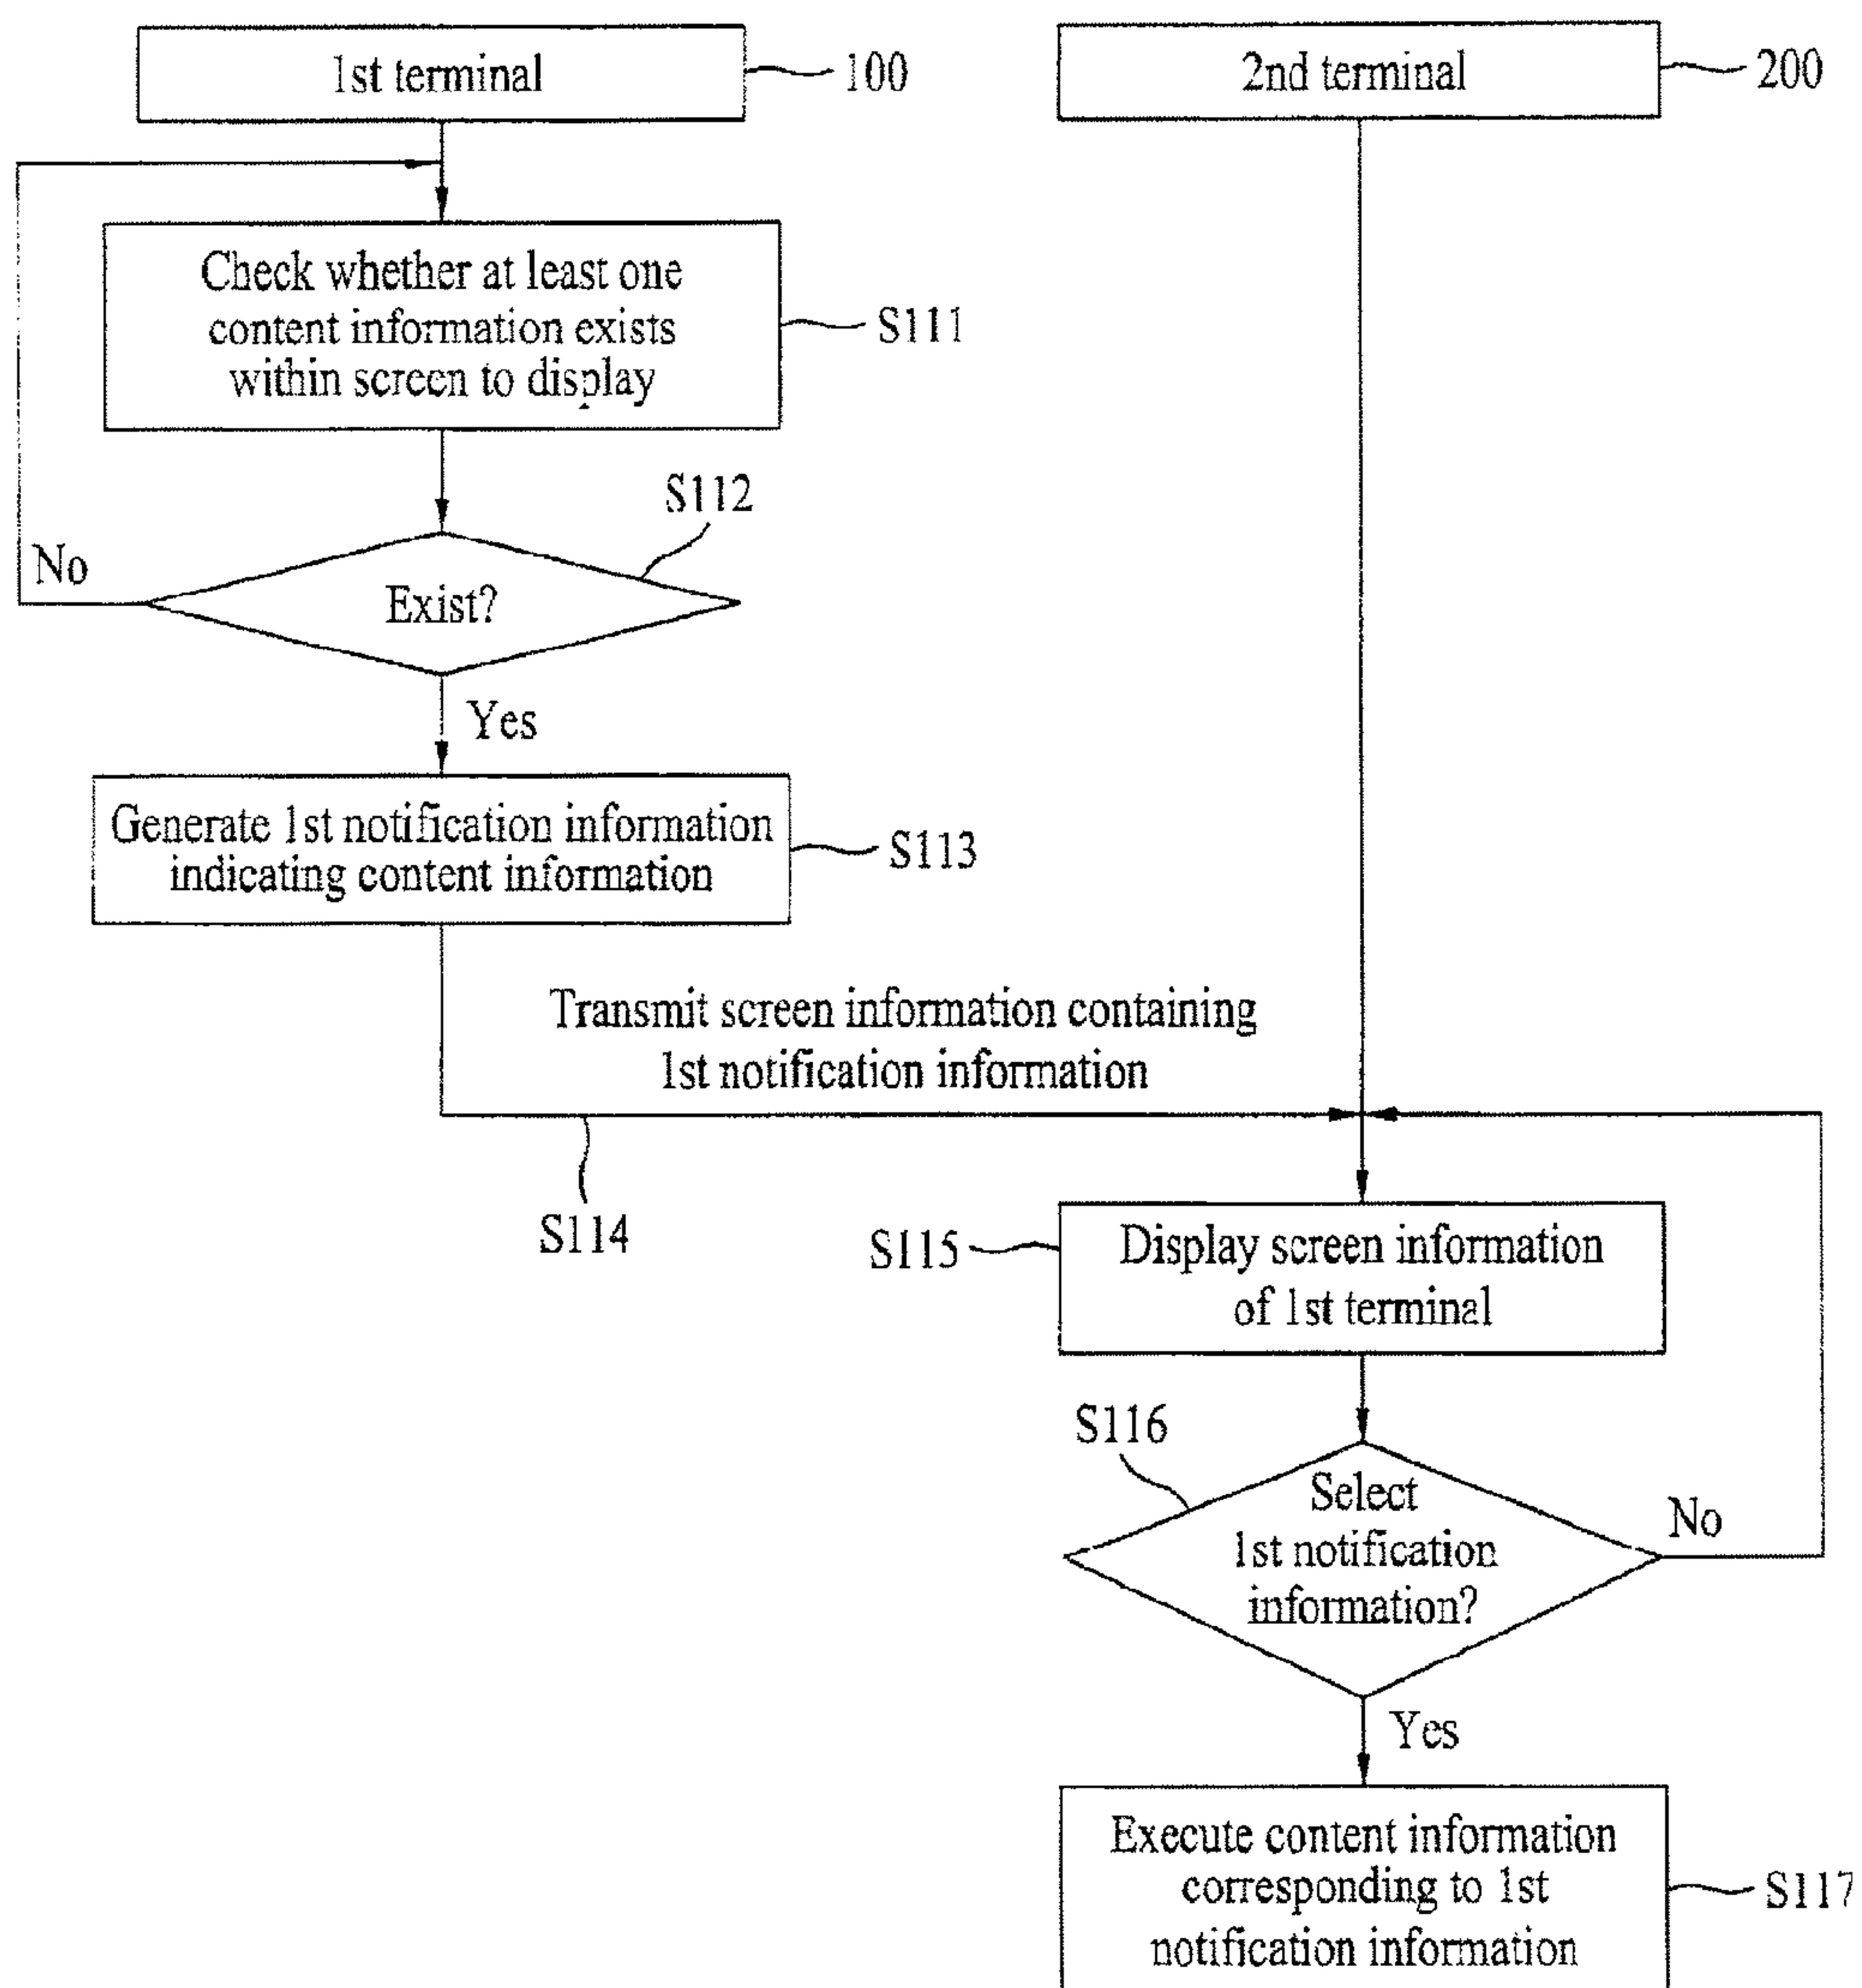 1st terminal
100
2nd terminal
200
Check whether at least one
content information exists
within screen to display
S111
S112
No
Exist?
Yes
Generate 1st notification information
indicating content information
S113
Transmit screen information containing
1st notification information
S114
S115
Display screen information
of 1st terminal
S116
Select
1st notification
information?
No
Yes
Execute content information
corresponding to 1st
notification information
S117